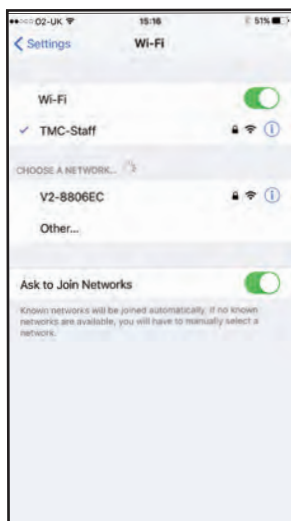 O2-UK 15:16 51%
Settings Wi-Fi
Wi-Fi
TMC-Staff
CHOOSE A NETWORK...
V2-8806EC
Other...
Ask to Join Networks
Known networks will be joined automatically. If no known
networks are available, you will have to manually select a
network.